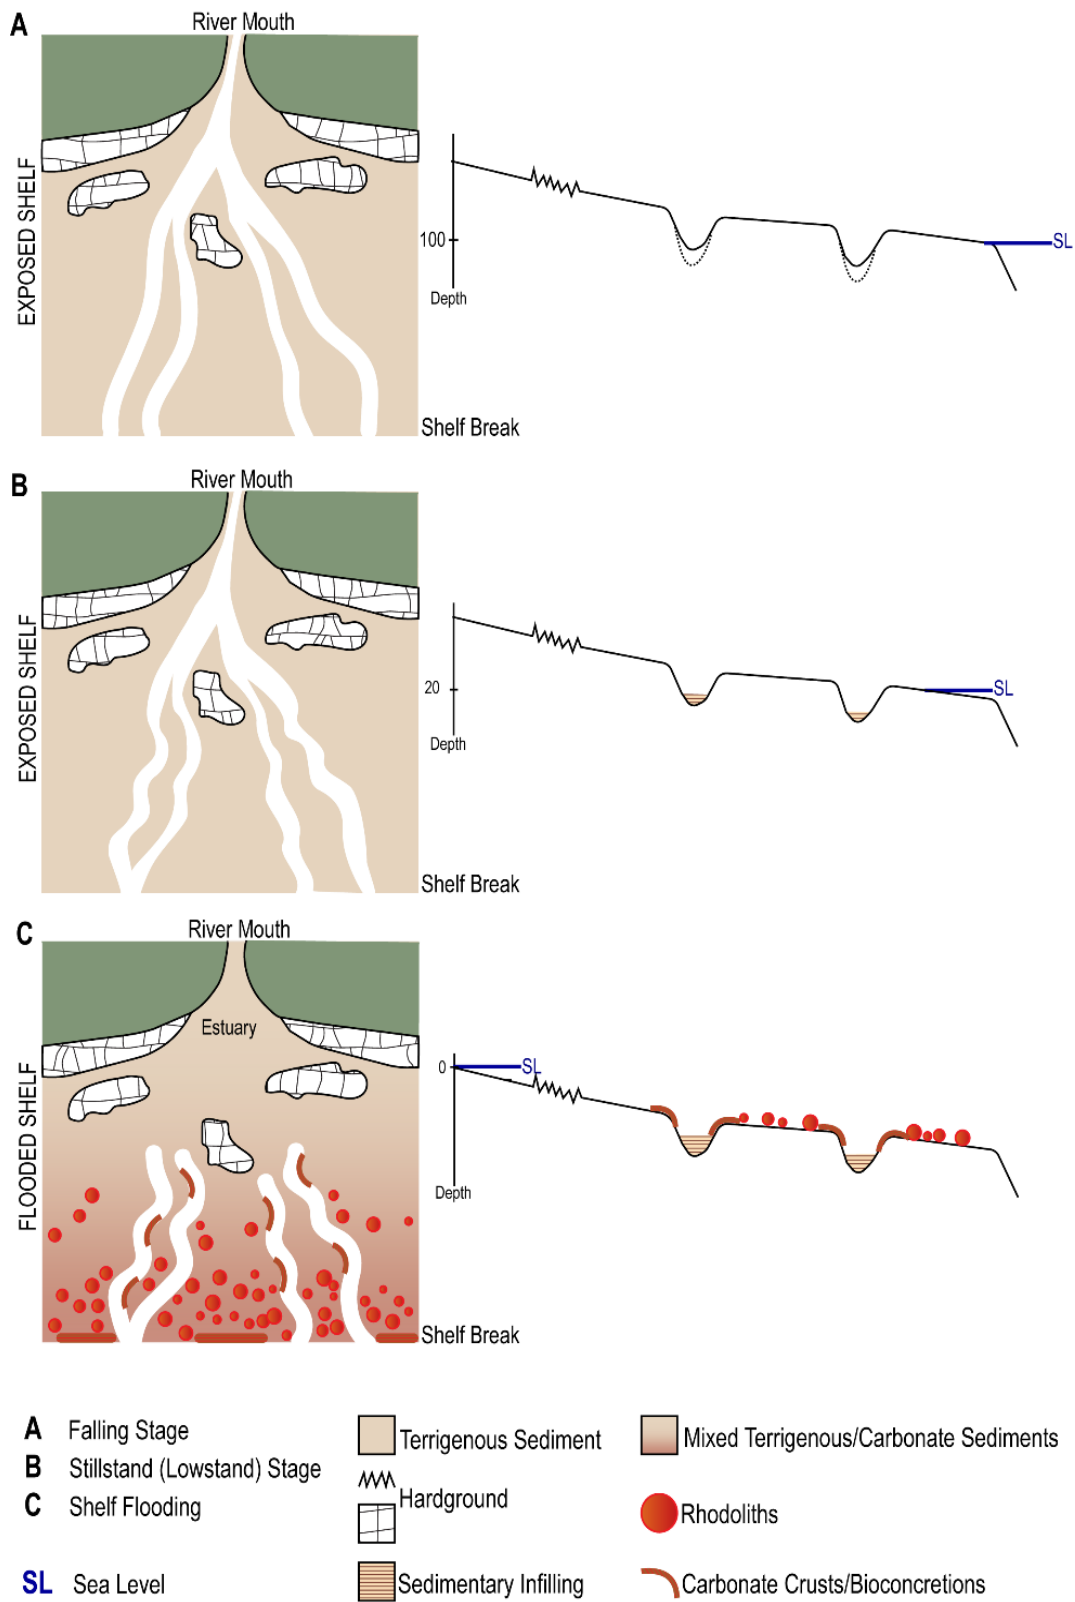 A
River Mouth
EXPOSED SHELF
100
SL
Depth
Shelf Break
B
River Mouth
EXPOSED SHELF
20
SL
Depth
Shelf Break
C
River Mouth
Estuary
FLOODED SHELF
0
SL
Depth
Shelf Break
A Falling Stage
B Stillstand (Lowstand) Stage
C Shelf Flooding
SL Sea Level
Terrigenous Sediment
Hardground
Sedimentary Infilling
Mixed Terrigenous/Carbonate Sediments
Rhodoliths
Carbonate Crusts/Bioconcretions